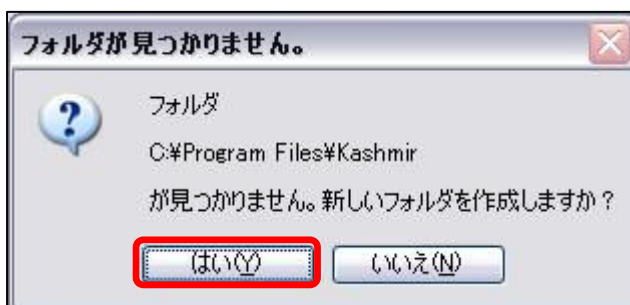 フォルダが見つかりません。
フォルダ
C:¥Program Files¥Kashmir
が見つかりません。新しいフォルダを作成しますか？
はい(Y)
いいえ(N)